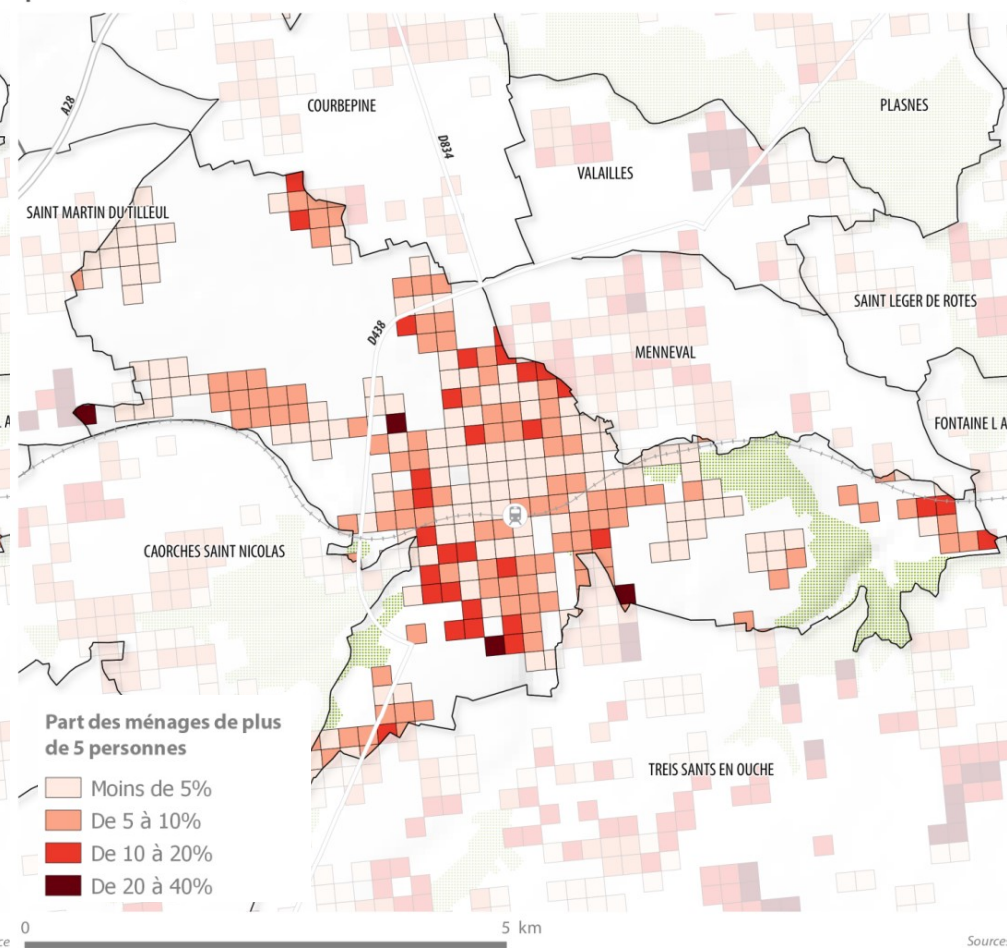 COURBEPINE
PLASNES
A28
D834
VALAILLES
SAINT MARTIN DU TILLEUL
SAINT LEGER DE ROTES
D438
MENNEVAL
FONTAINE L A
L A
CAORCHES SAINT NICOLAS
TREIS SANTS EN OUCHE
Part des ménages de plus
de 5 personnes
Moins de 5%
De 5 à 10%
De 10 à 20%
De 20 à 40%
0 5 km
Sources